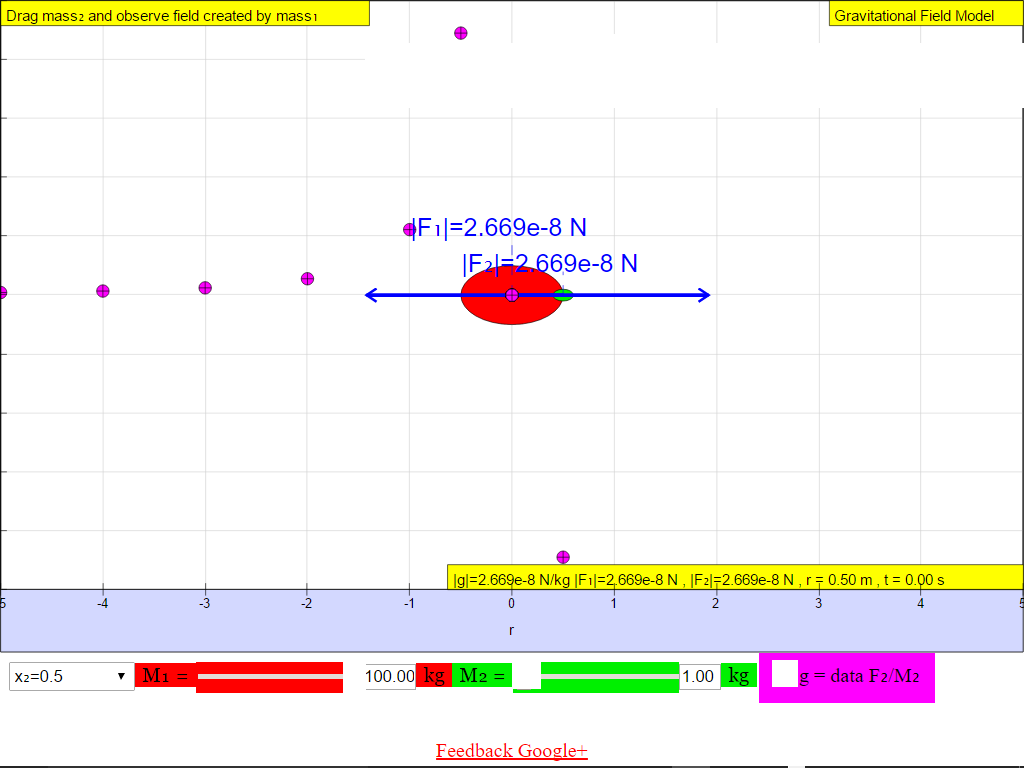 Drag mass₂ and observe field created by mass₁
Gravitational Field Model
|F₁|=2.669e-8 N
|F₂|=2.669e-8 N
|g|=2.669e-8 N/kg |F₁|=2.669e-8 N , |F₂|=2.669e-8 N , r = 0.50 m , t = 0.00 s
5 -4 -3 -2 -1 0 1 2 3 4 5
r
x₂=0.5 M₁ = 100.00 kg M₂ = 1.00 kg g = data F₂/M₂
Feedback Google+